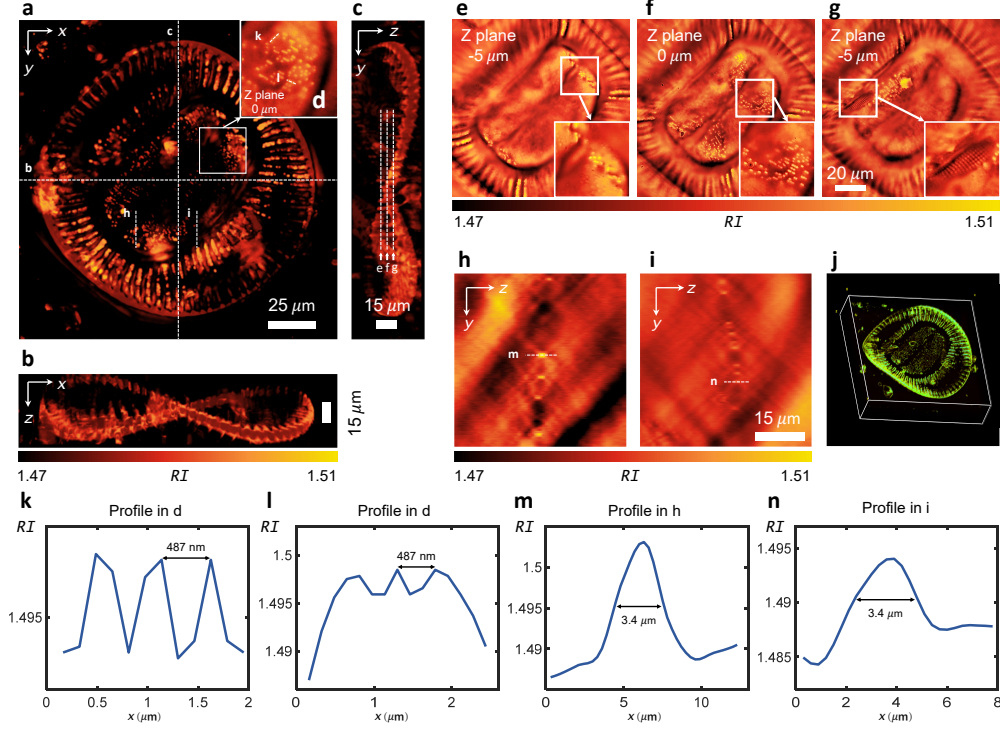 a
x
y
c
b
h
i
k
l
Z plane
0 μm
d
25 μm
c
z
y
e f g
15 μm
b
x
z
15 μm
1.47
RI
1.51
e
Z plane
-5 μm
f
Z plane
0 μm
g
Z plane
-5 μm
20 μm
1.47
RI
1.51
h
z
y
m
i
z
y
n
15 μm
j
k
Profile in d
RI
487 nm
1.495
0
0.5
1
1.5
2
x (μm)
l
Profile in d
RI
487 nm
1.5
1.495
1.49
0
1
2
x (μm)
m
Profile in h
RI
1.5
1.495
1.49
3.4 μm
0
5
10
x (μm)
n
Profile in i
RI
1.495
1.49
1.485
3.4 μm
0
2
4
6
8
x (μm)